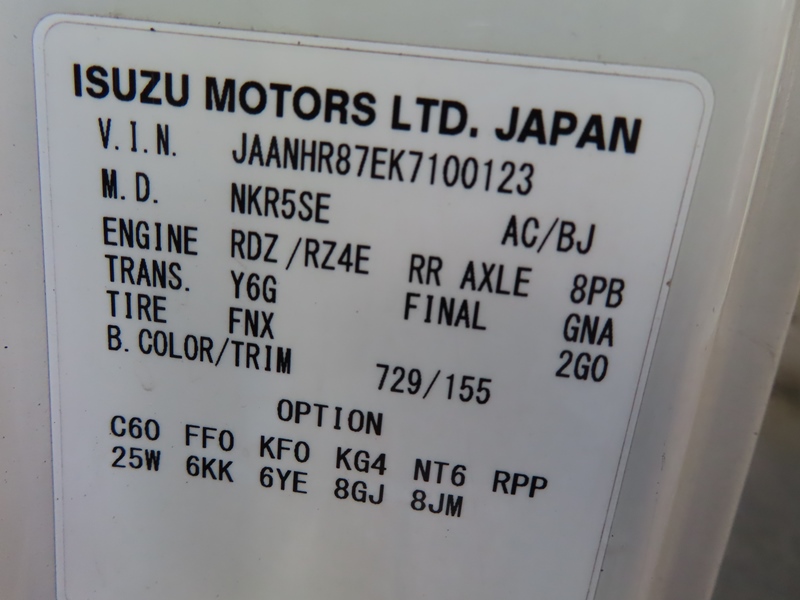 ISUZU MOTORS LTD. JAPAN
V.I.N. JAANHR87EK7100123
M.D. NKR5SE AC/BJ
ENGINE RDZ/RZ4E RR AXLE 8PB
TRANS. Y6G FINAL GNA
TIRE FNX 2GO
B.COLOR/TRIM 729/155
OPTION
C60 FF0 KF0 KG4 NT6 RPP
25W 6KK 6YE 8GJ 8JM